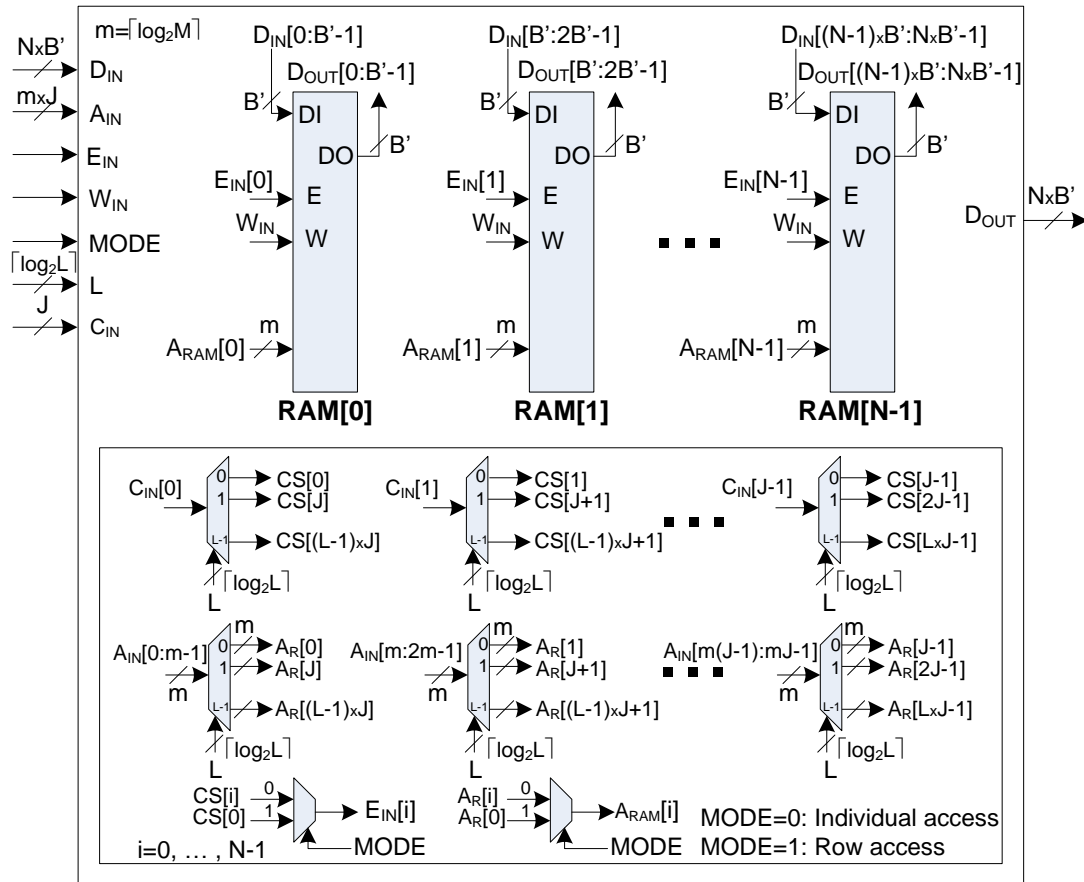 m=⌈log₂M⌉
NxB'
D_IN
mxJ
A_IN
E_IN
W_IN
MODE
⌈log₂L⌉
L
J
C_IN
D_IN[0:B'-1]
D_OUT[0:B'-1]
B'
DI
DO
B'
E_IN[0]
E
W_IN
W
m
A_RAM[0]
RAM[0]
D_IN[B':2B'-1]
D_OUT[B':2B'-1]
B'
DI
DO
B'
E_IN[1]
E
W_IN
W
m
A_RAM[1]
RAM[1]
D_IN[(N-1)xB':NxB'-1]
D_OUT[(N-1)xB':NxB'-1]
B'
DI
DO
B'
E_IN[N-1]
E
W_IN
W
m
A_RAM[N-1]
RAM[N-1]
NxB'
D_OUT
C_IN[0]
0
CS[0]
1
CS[J]
L-1
CS[(L-1)xJ]
⌈log₂L⌉
L
C_IN[1]
0
CS[1]
1
CS[J+1]
L-1
CS[(L-1)xJ+1]
⌈log₂L⌉
L
C_IN[J-1]
0
CS[J-1]
1
CS[2J-1]
L-1
CS[LxJ-1]
⌈log₂L⌉
L
A_IN[0:m-1]
m
m
0
A_R[0]
1
A_R[J]
L-1
A_R[(L-1)xJ]
⌈log₂L⌉
L
A_IN[m:2m-1]
m
m
0
A_R[1]
1
A_R[J+1]
L-1
A_R[(L-1)xJ+1]
⌈log₂L⌉
L
A_IN[m(J-1):mJ-1]
m
m
0
A_R[J-1]
1
A_R[2J-1]
L-1
A_R[LxJ-1]
⌈log₂L⌉
L
CS[i]
0
CS[0]
1
E_IN[i]
MODE
i=0, … , N-1
A_R[i]
0
A_R[0]
1
A_RAM[i]
MODE
MODE=0: Individual access
MODE=1: Row access